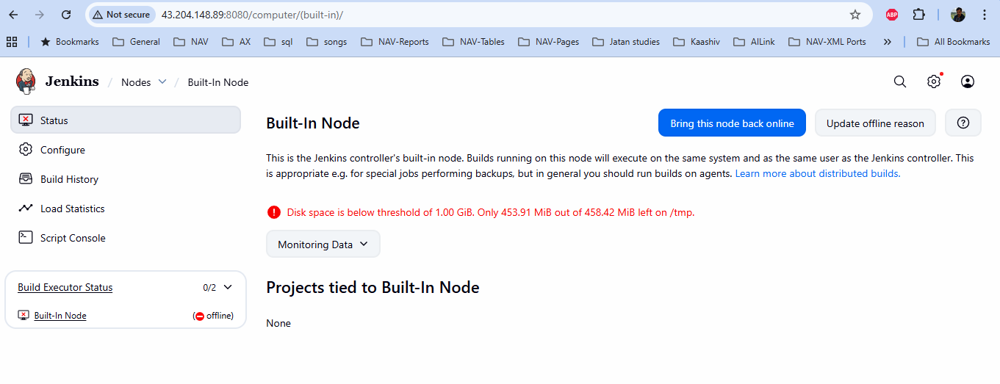 Not secure 43.204.148.89:8080/computer/(built-in)/ ABP
Bookmarks General NAV AX sql songs NAV-Reports NAV-Tables NAV-Pages Jatan studies Kaashiv AILink NAV-XML Ports » All Bookmarks
Jenkins / Nodes / Built-In Node
Status
Configure
Build History
Load Statistics
Script Console
Build Executor Status 0/2
Built-In Node (offline)
Built-In Node Bring this node back online Update offline reason ?
This is the Jenkins controller's built-in node. Builds running on this node will execute on the same system and as the same user as the Jenkins controller. This
is appropriate e.g. for special jobs performing backups, but in general you should run builds on agents. Learn more about distributed builds.
! Disk space is below threshold of 1.00 GiB. Only 453.91 MiB out of 458.42 MiB left on /tmp.
Monitoring Data
Projects tied to Built-In Node
None